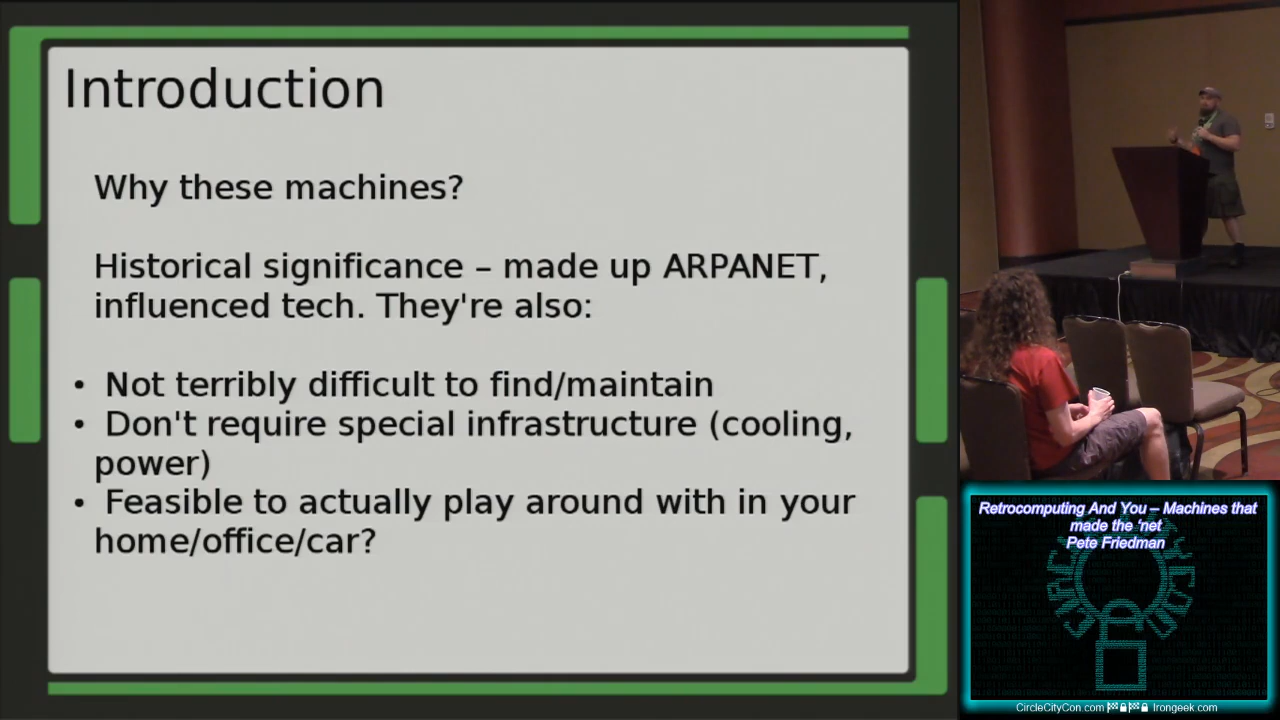 Introduction
Why these machines?
Historical significance – made up ARPANET,
influenced tech. They're also:
• Not terribly difficult to find/maintain
• Don't require special infrastructure (cooling,
power)
• Feasible to actually play around with in your
home/office/car?
Retrocomputing And You – Machines that
made the ‘net
Pete Friedman
CircleCityCon.com Irongeek.com